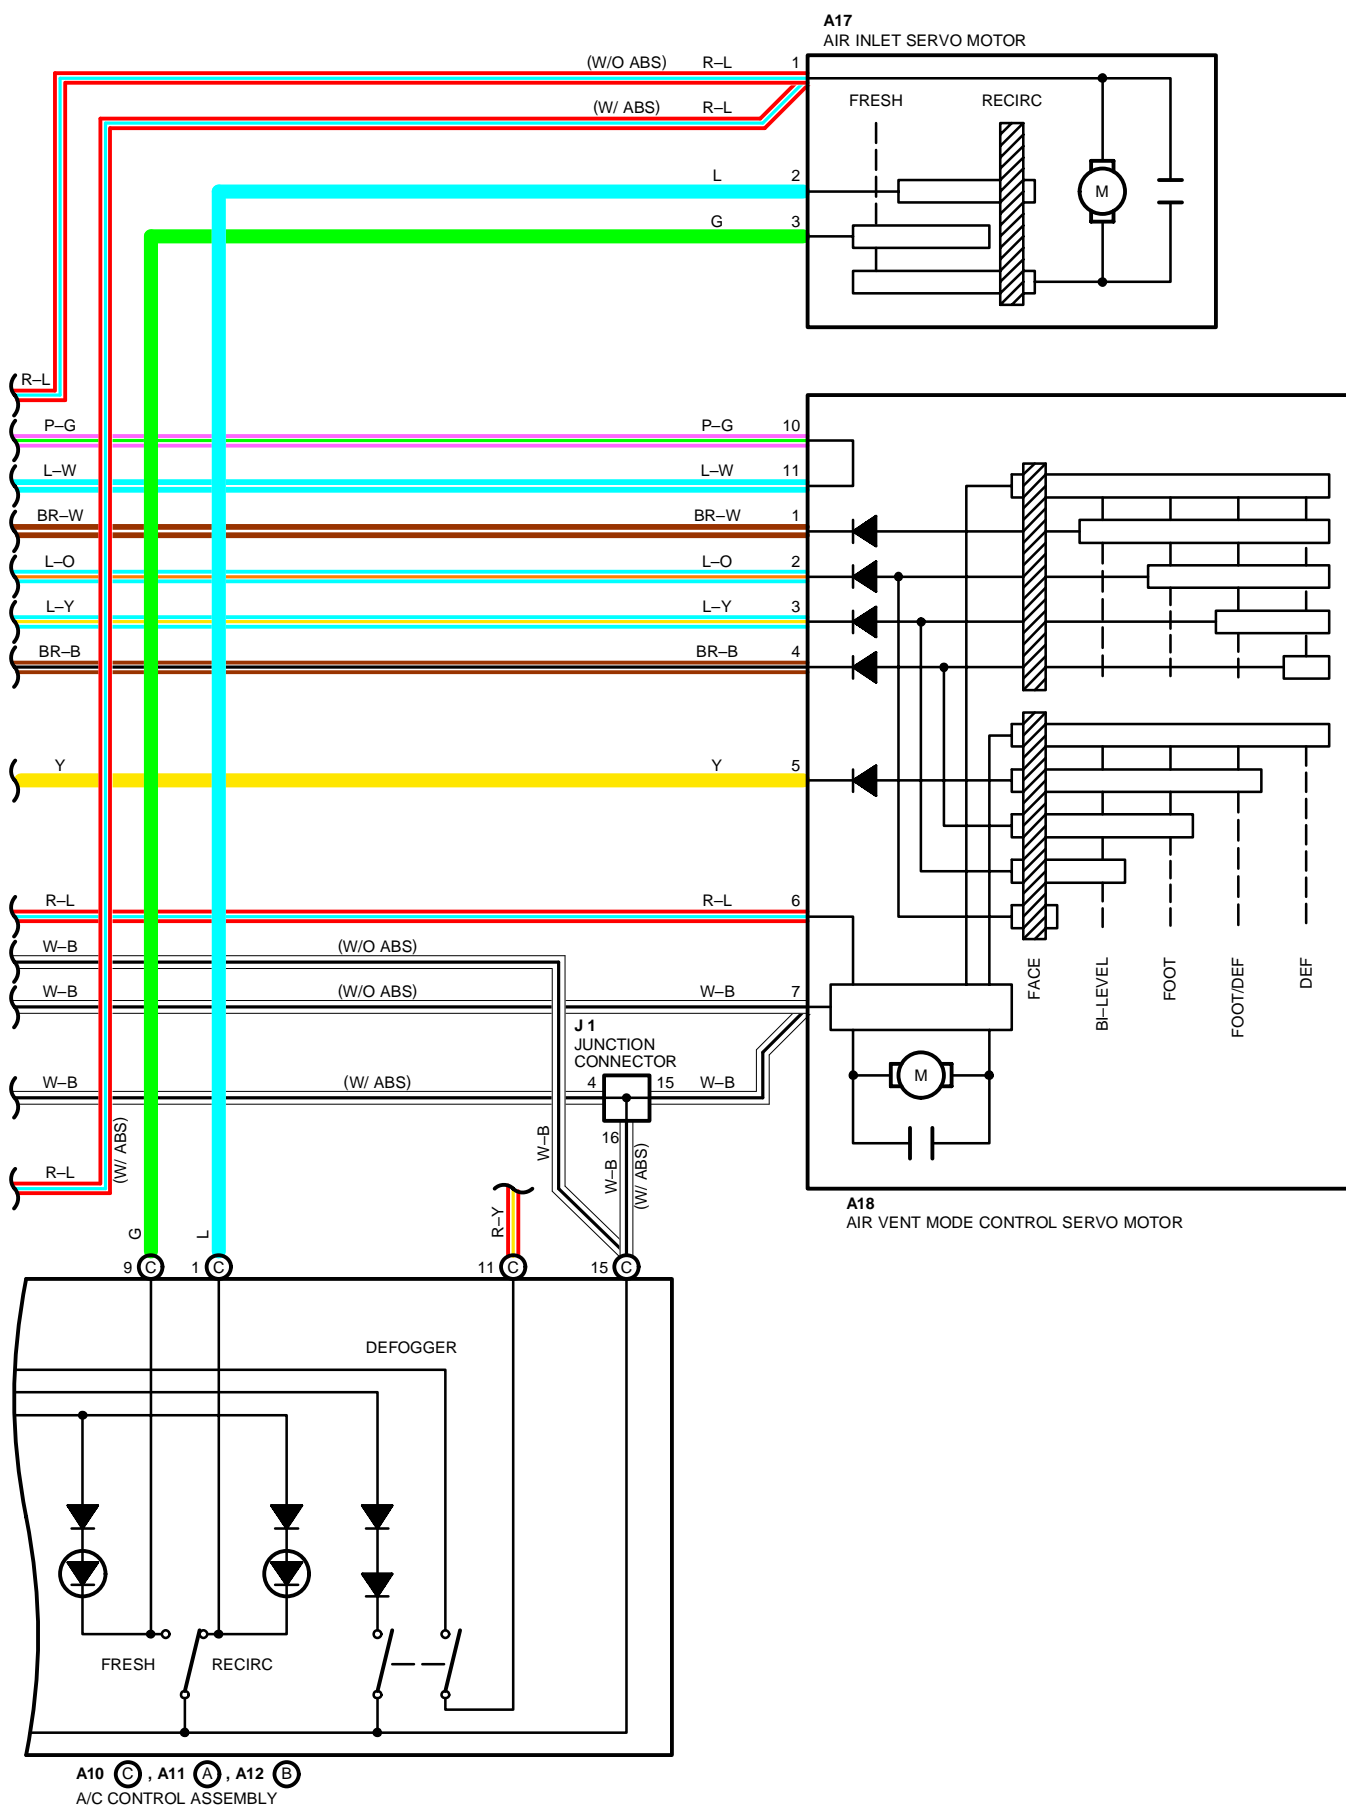 A17
AIR INLET SERVO MOTOR
(W/O ABS) R–L 1
(W/ ABS) R–L
FRESH RECIRC
L 2
M
G 3
R–L
P–G P–G 10
L–W L–W 11
BR–W BR–W 1
L–O L–O 2
L–Y L–Y 3
BR–B BR–B 4
Y Y 5
R–L R–L 6
W–B (W/O ABS)
W–B (W/O ABS) W–B 7
FACE
BI–LEVEL
FOOT
FOOT/DEF
DEF
J 1
JUNCTION
CONNECTOR
W–B (W/ ABS) 4 15 W–B
M
16
W–B
W–B
(W/ ABS)
(W/ ABS)
R–L
A18
AIR VENT MODE CONTROL SERVO MOTOR
G
L
R–Y
9 C 1 C 11 C 15 C
DEFOGGER
FRESH RECIRC
A10 C , A11 A , A12 B
A/C CONTROL ASSEMBLY